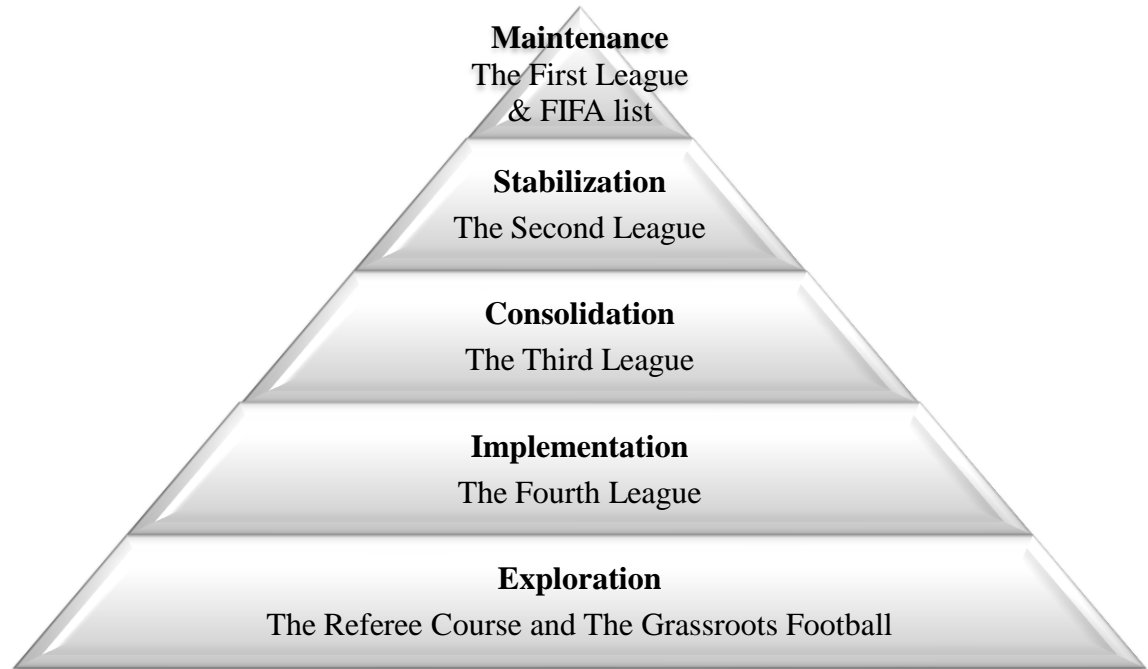 Maintenance
The First League
& FIFA list
Stabilization
The Second League
Consolidation
The Third League
Implementation
The Fourth League
Exploration
The Referee Course and The Grassroots Football